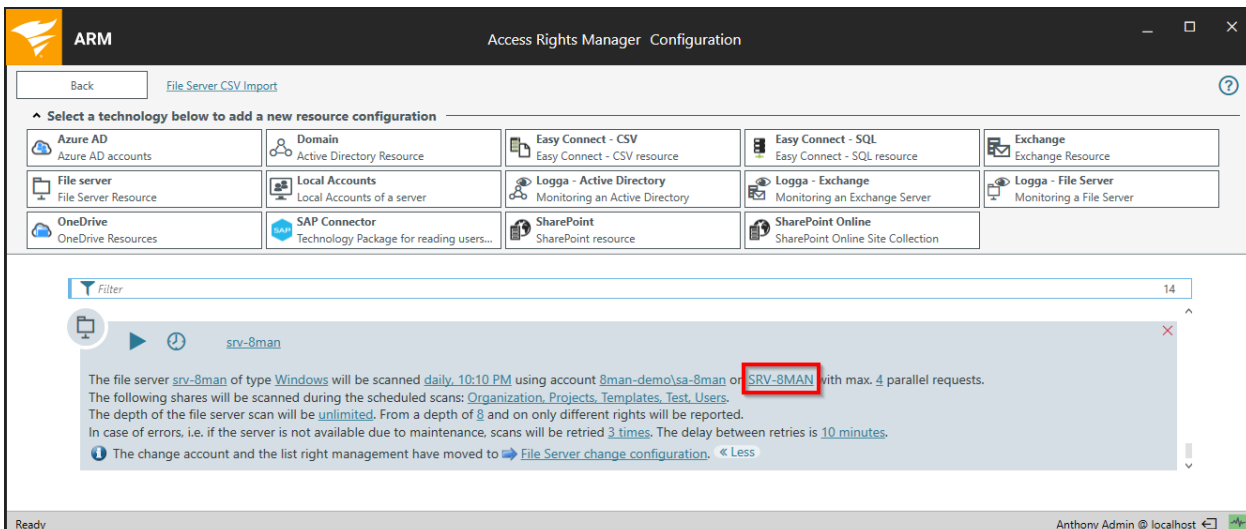 ARM
Access Rights Manager Configuration
Back
File Server CSV Import
Select a technology below to add a new resource configuration
Azure AD
Azure AD accounts
Domain
Active Directory Resource
Easy Connect - CSV
Easy Connect - CSV resource
Easy Connect - SQL
Easy Connect - SQL resource
Exchange
Exchange Resource
File server
File Server Resource
Local Accounts
Local Accounts of a server
Logga - Active Directory
Monitoring an Active Directory
Logga - Exchange
Monitoring an Exchange Server
Logga - File Server
Monitoring a File Server
OneDrive
OneDrive Resources
SAP
SAP Connector
Technology Package for reading users...
SharePoint
SharePoint resource
SharePoint Online
SharePoint Online Site Collection
Filter
14
srv-8man
The file server srv-8man of type Windows will be scanned daily, 10:10 PM using account 8man-demo\sa-8man on SRV-8MAN with max. 4 parallel requests.
The following shares will be scanned during the scheduled scans: Organization, Projects, Templates, Test, Users.
The depth of the file server scan will be unlimited. From a depth of 8 and on only different rights will be reported.
In case of errors, i.e. if the server is not available due to maintenance, scans will be retried 3 times. The delay between retries is 10 minutes.
The change account and the list right management have moved to File Server change configuration. « Less
Ready
Anthony Admin @ localhost